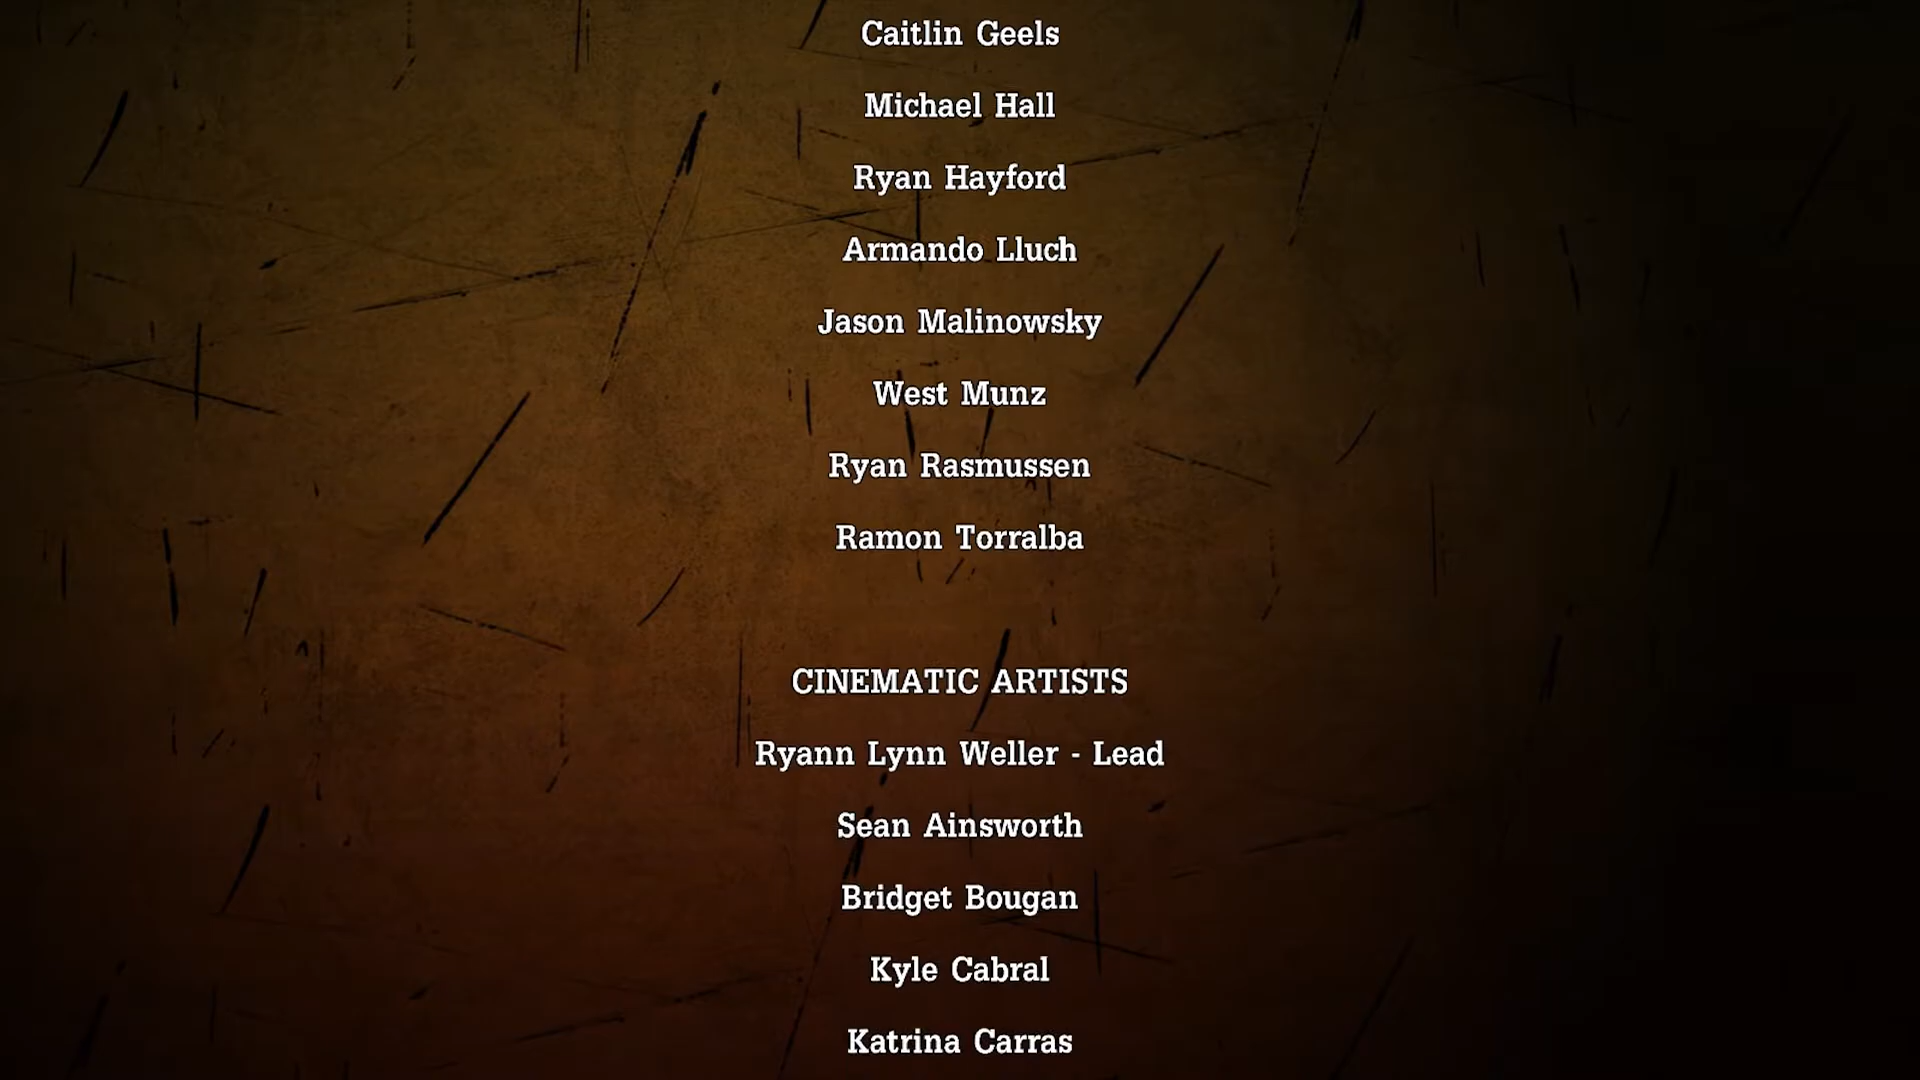 Caitlin Geels
Michael Hall
Ryan Hayford
Armando Lluch
Jason Malinowsky
West Munz
Ryan Rasmussen
Ramon Torralba
CINEMATIC ARTISTS
Ryann Lynn Weller - Lead
Sean Ainsworth
Bridget Bougan
Kyle Cabral
Katrina Carras